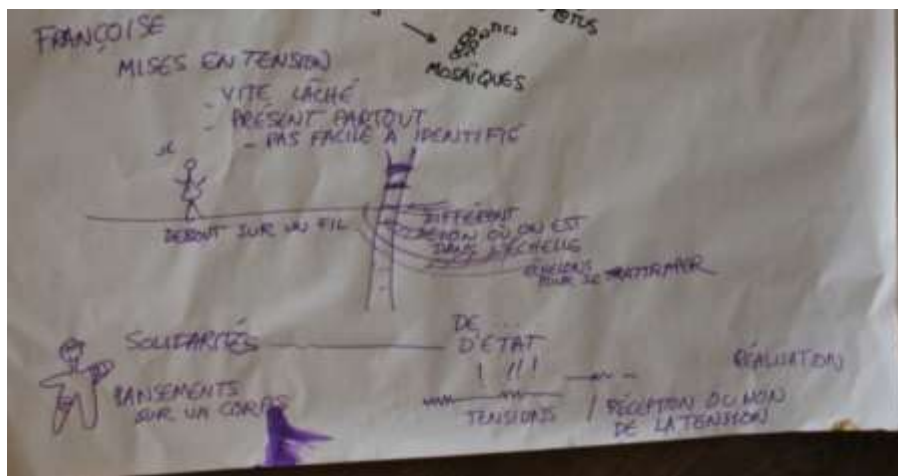 FRANÇOISE
MOSAÏQUES
MISES EN TENSION
- VITE LÂCHÉ
- PRÉSENT PARTOUT
- PAS FACILE À IDENTIFIÉ
DEBOUT SUR UN FIL
DIFFÉRENT
SELON OÙ ON EST
DANS L'ÉCHELLE
ÉCHELONS
POUR SE RATTRAPER
SOLIDARITÉS
DE
D'ÉTAT
PANSEMENTS
SUR UN CORPS
TENSIONS
RÉCEPTION OU NON
DE LA TENSION
RÉALISATION